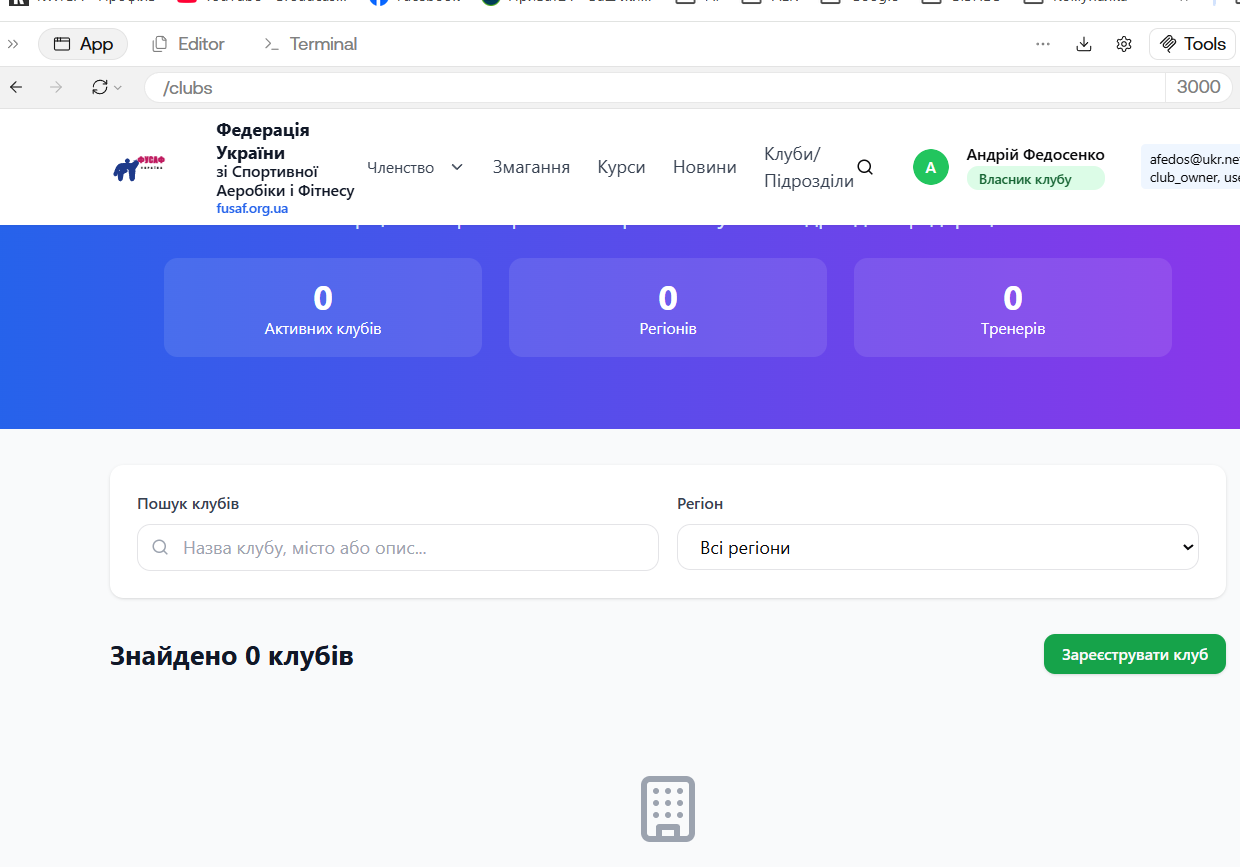 App
Editor
Terminal
Tools
/clubs
3000
ФУСАФ
УКРАЇНА
Федерація
України
зі Спортивної
Аеробіки і Фітнесу
fusaf.org.ua
Членство
Змагання
Курси
Новини
Клуби/
Підрозділи
A
Андрій Федосенко
Власник клубу
afedos@ukr.ne
club_owner, use
0
Активних клубів
0
Регіонів
0
Тренерів
Пошук клубів
Назва клубу, місто або опис...
Регіон
Всі регіони
Знайдено 0 клубів
Зареєструвати клуб